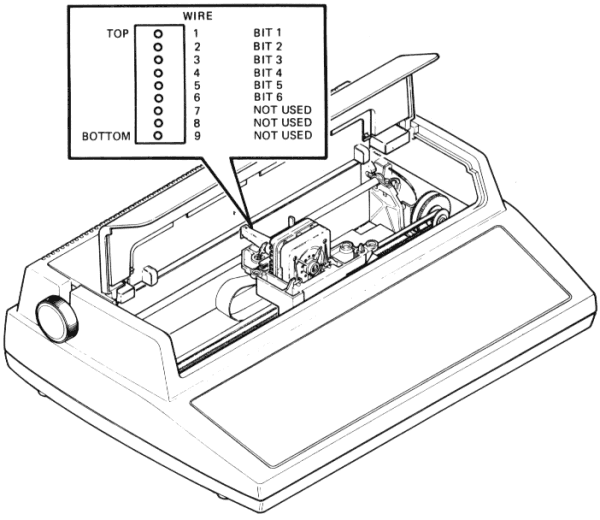 WIRE
TOP 1 BIT 1
2 BIT 2
3 BIT 3
4 BIT 4
5 BIT 5
6 BIT 6
7 NOT USED
8 NOT USED
BOTTOM 9 NOT USED